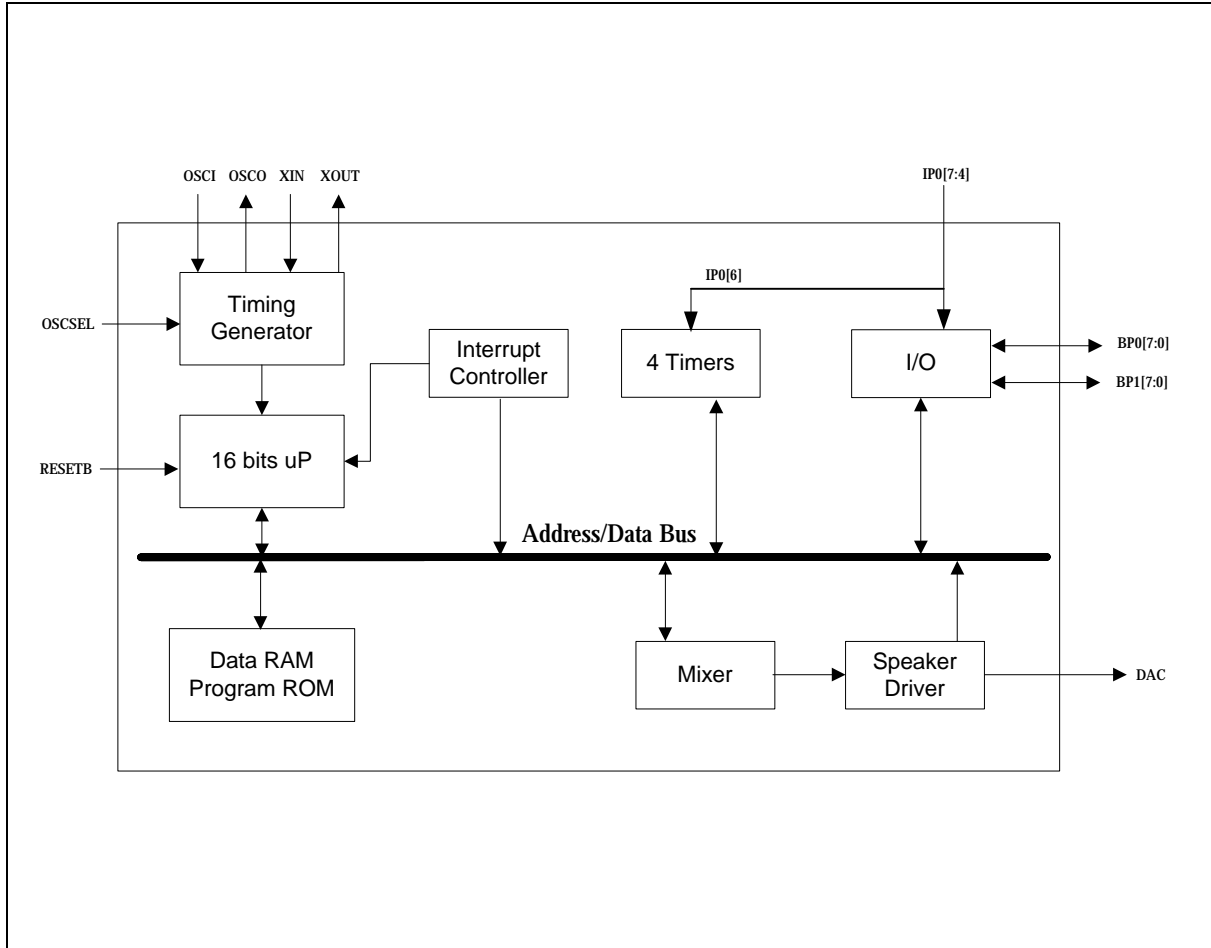 OSCI OSCO XIN XOUT
IP0[7:4]
IP0[6]
Timing
Generator
OSCSEL
Interrupt
Controller
4 Timers
I/O
BP0[7:0]
BP1[7:0]
16 bits uP
RESETB
Address/Data Bus
Data RAM
Program ROM
Mixer
Speaker
Driver
DAC